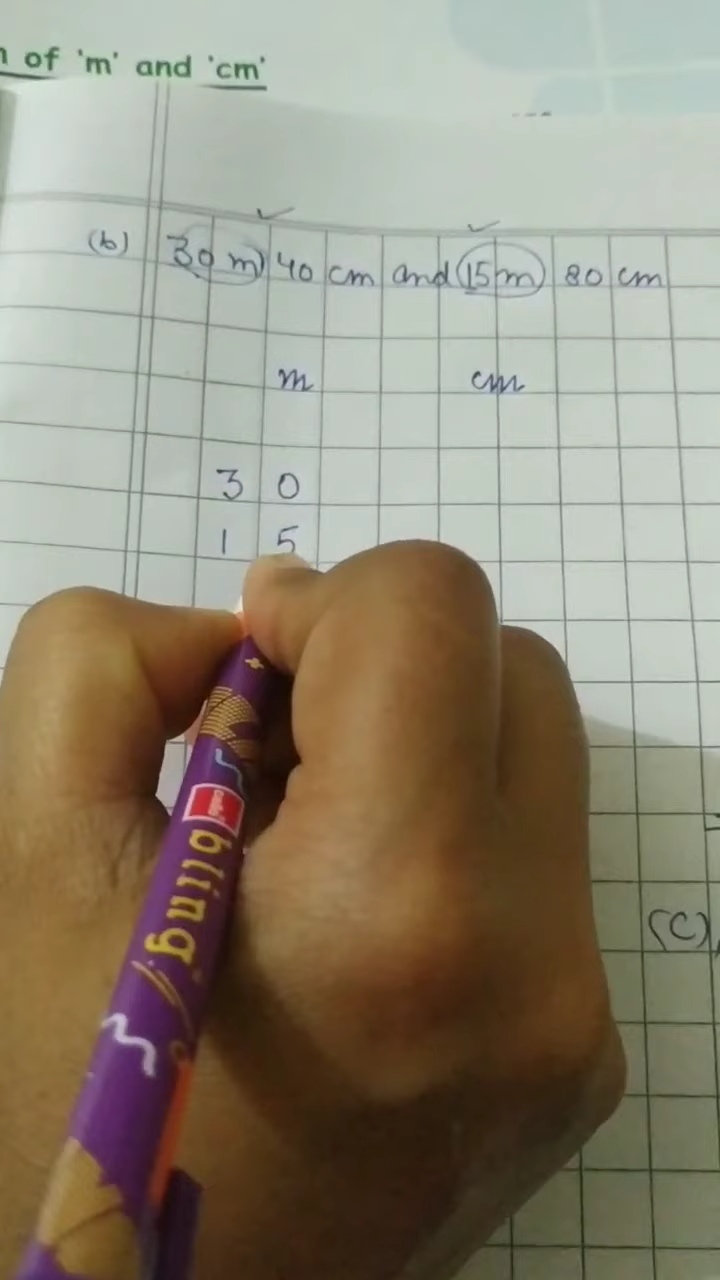 n of 'm' and 'cm'
(b) 30 m 40 cm and 15 m 80 cm
m cm
3 0
1 5
bling
(C)